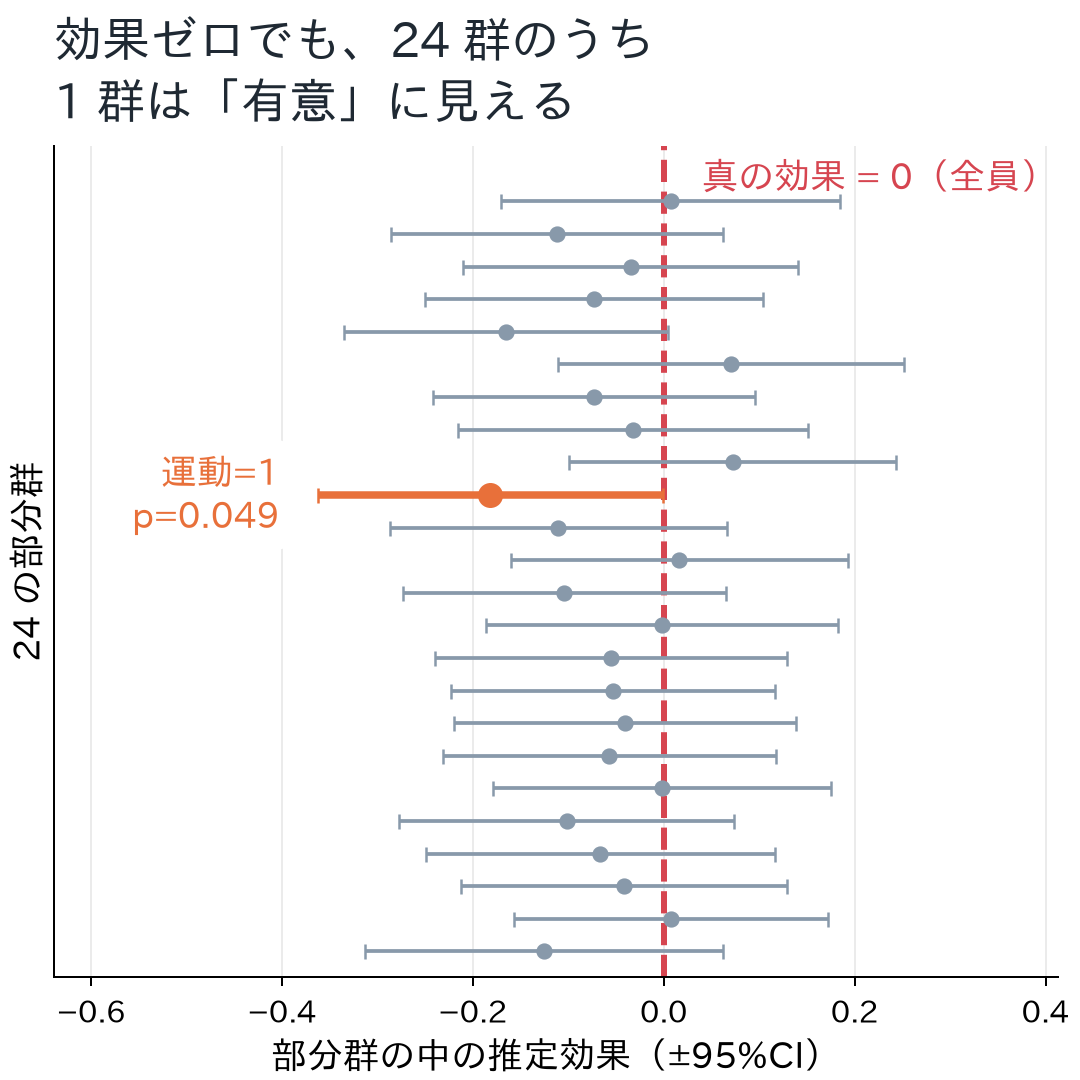 効果ゼロでも、24 群のうち
1 群は「有意」に見える
真の効果 = 0（全員）
運動=1
p=0.049
24 の部分群
−0.6
−0.4
−0.2
0.0
0.2
0.4
部分群の中の推定効果（±95%CI）